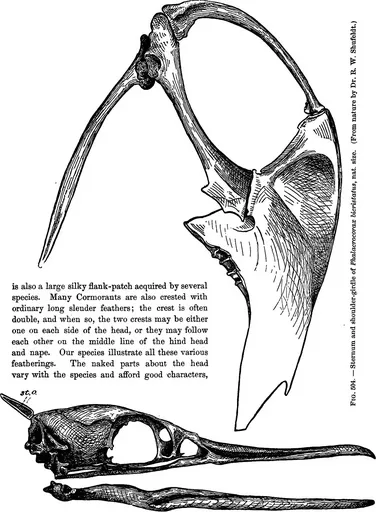 is also a large silky flank-patch acquired by several
species. Many Cormorants are also crested with
ordinary long slender feathers; the crest is often
double, and when so, the two crests may be either
one on each side of the head, or they may follow
each other on the middle line of the hind head
and nape. Our species illustrate all these various
featherings. The naked parts about the head
vary with the species and afford good characters,
st.o.
FIG. 504. — Sternum and shoulder-girdle of Phalacrocorax bicristatus, nat. size. (From nature by Dr. R. W. Shufeldt.)